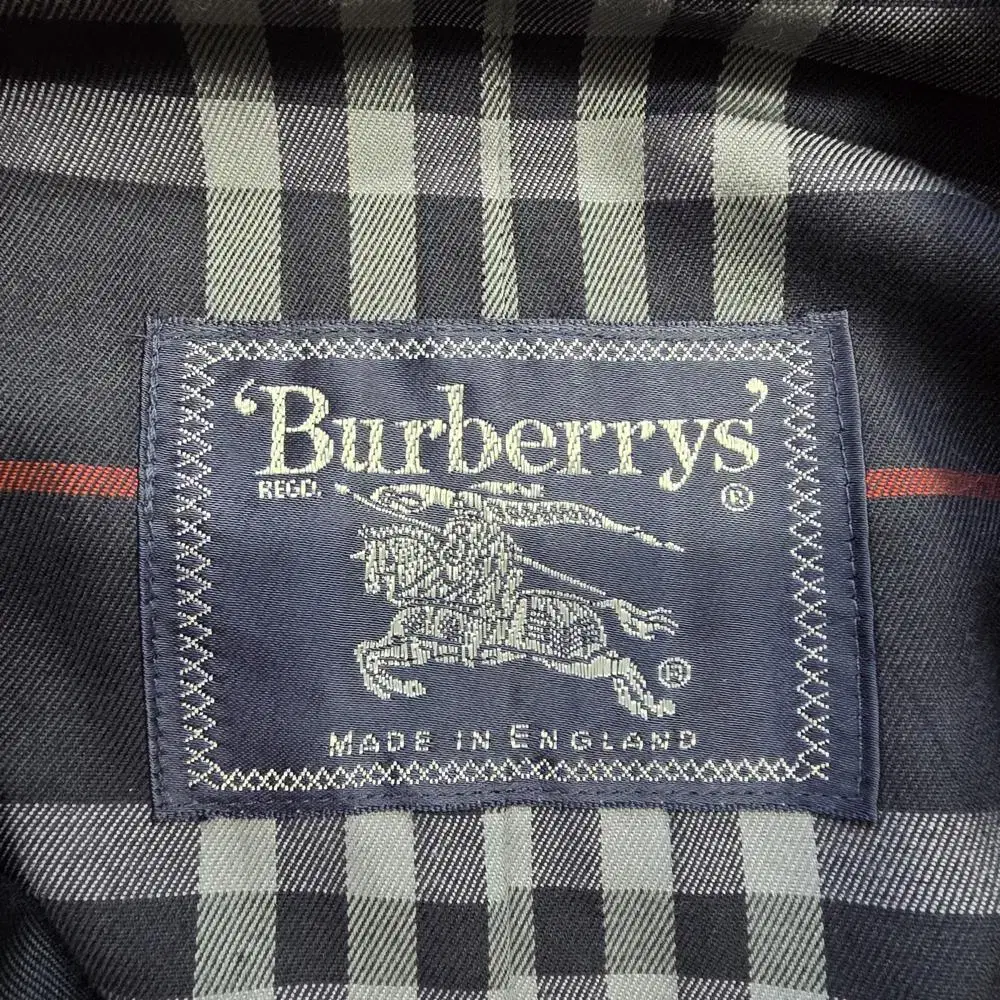 ‘Burberrys’
REGD. ®
®
MADE IN ENGLAND